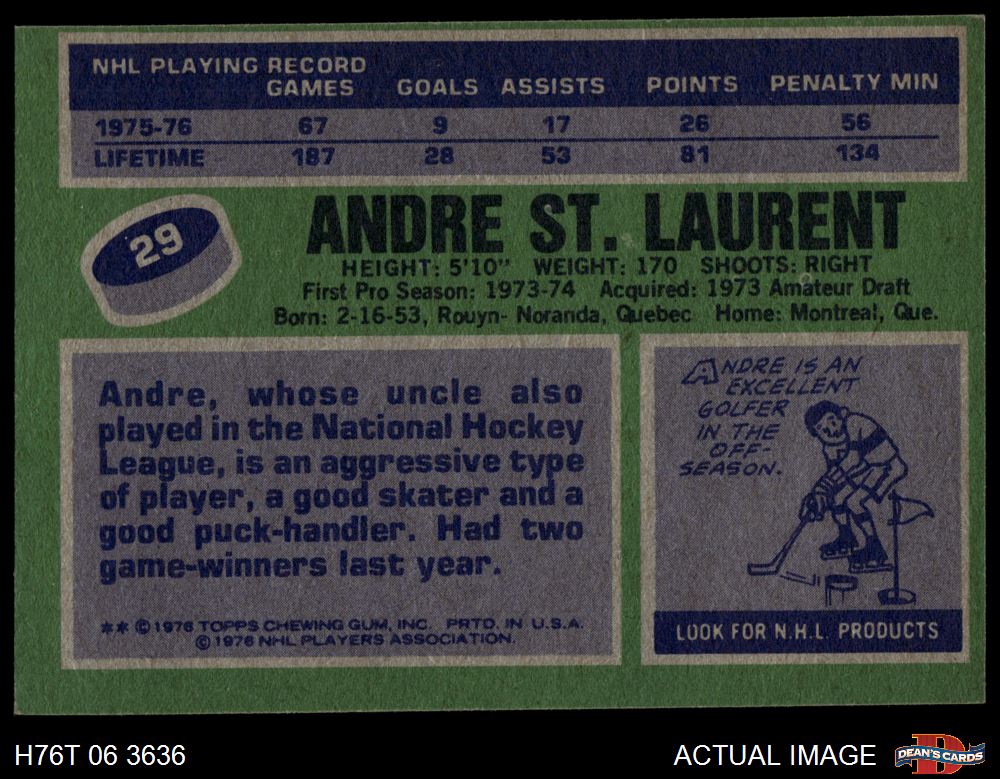 NHL PLAYING RECORD
GAMES GOALS ASSISTS POINTS PENALTY MIN
1975-76 67 9 17 26 56
LIFETIME 187 28 53 81 134
29
ANDRE ST. LAURENT
HEIGHT: 5'10" WEIGHT: 170 SHOOTS: RIGHT
First Pro Season: 1973-74 Acquired: 1973 Amateur Draft
Born: 2-16-53, Rouyn- Noranda, Quebec Home: Montreal, Que.
Andre, whose uncle also
played in the National Hockey
League, is an aggressive type
of player, a good skater and a
good puck-handler. Had two
game-winners last year.
** © 1976 TOPPS CHEWING GUM, INC. PRTD. IN U.S.A.
© 1976 NHL PLAYERS ASSOCIATION.
ANDRE IS AN
EXCELLENT
GOLFER
IN THE
OFF-
SEASON.
LOOK FOR N.H.L. PRODUCTS
H76T 06 3636
ACTUAL IMAGE
D
DEAN'S CARDS